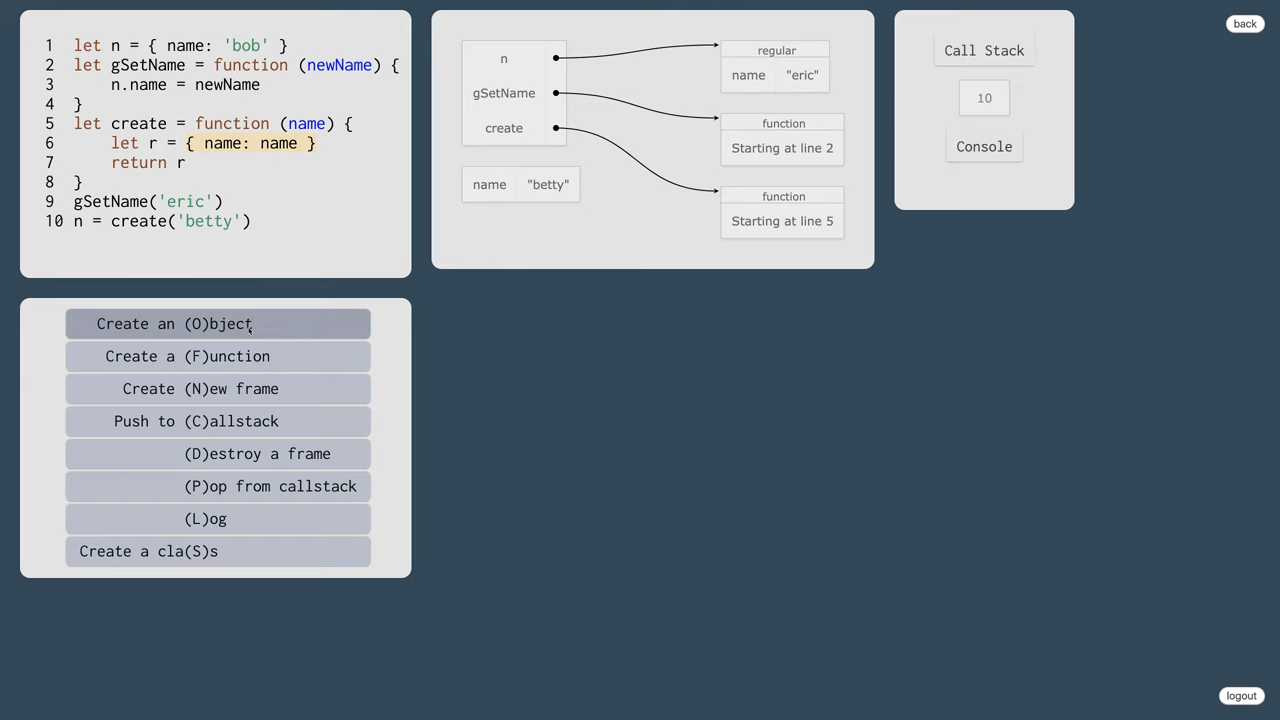 1 let n = { name: 'bob' }
2 let gSetName = function (newName) {
3     n.name = newName
4 }
5 let create = function (name) {
6     let r = { name: name }
7     return r
8 }
9 gSetName('eric')
10 n = create('betty')
n
gSetName
create
name "betty"
regular
name "eric"
function
Starting at line 2
function
Starting at line 5
Call Stack
10
Console
back
Create an (O)bject
Create a (F)unction
Create (N)ew frame
Push to (C)allstack
(D)estroy a frame
(P)op from callstack
(L)og
Create a cla(S)s
logout